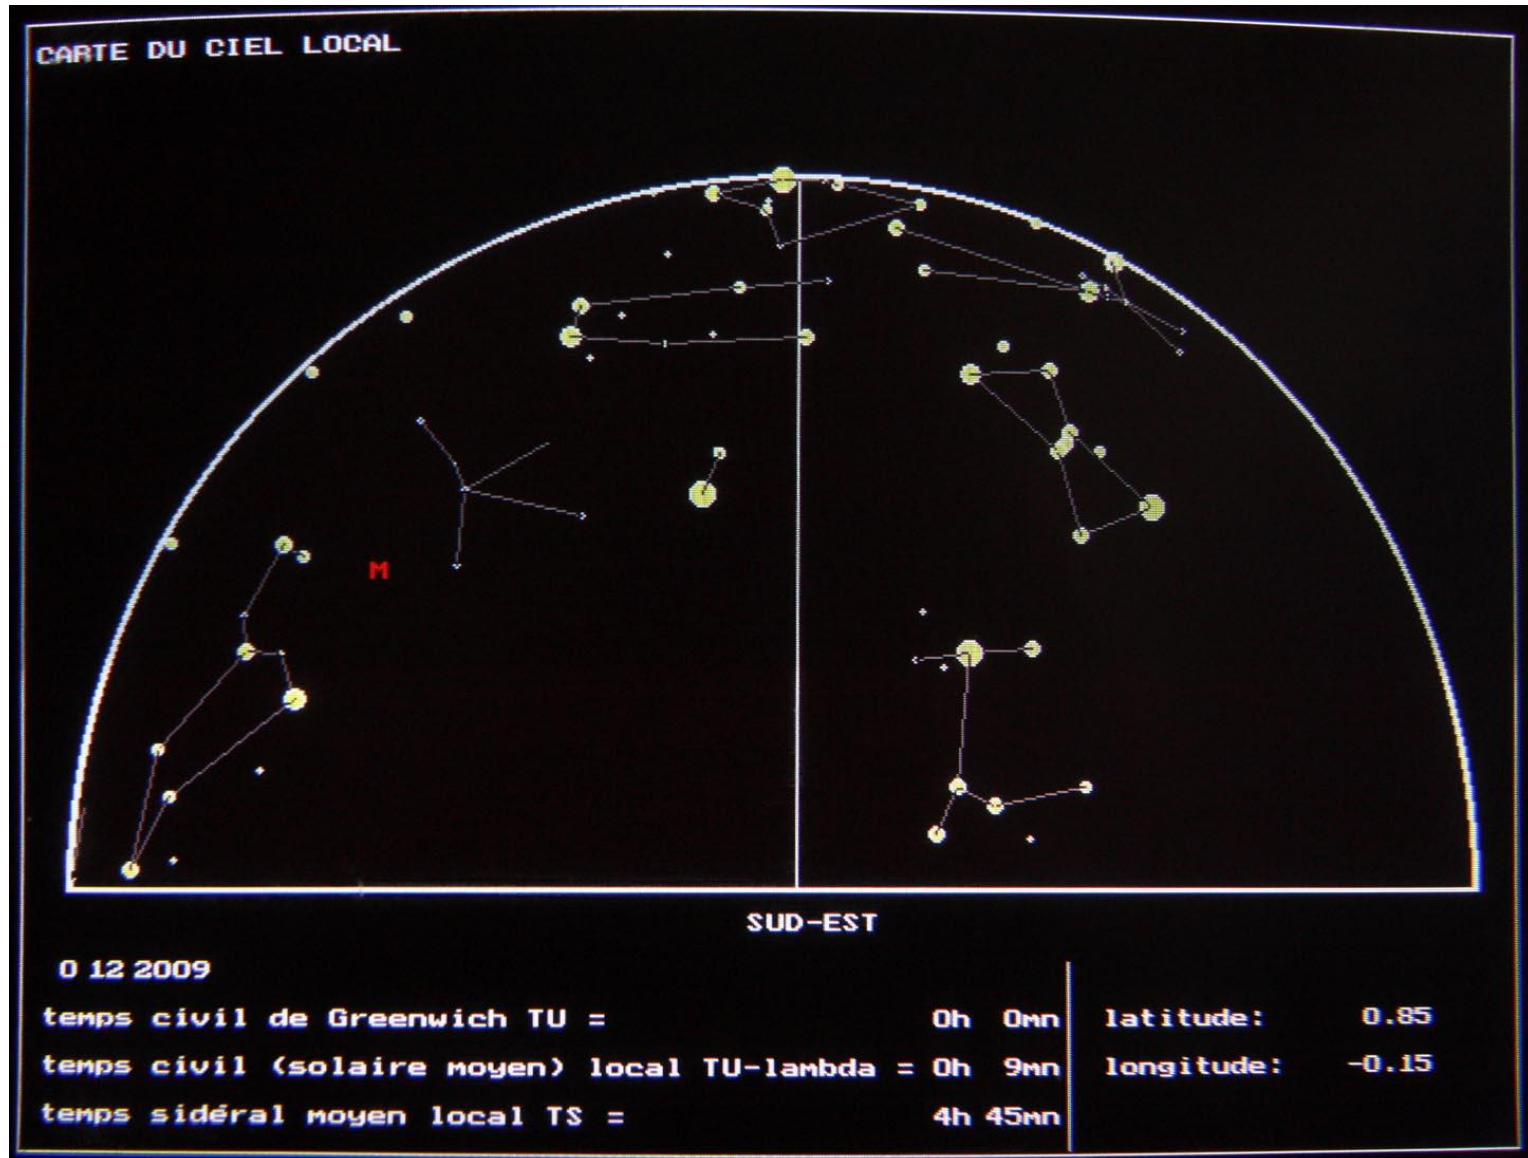 CARTE DU CIEL LOCAL
M
SUD-EST
0 12 2009
temps civil de Greenwich TU = 0h 0mn
latitude: 0.85
temps civil (solaire moyen) local TU-lambda = 0h 9mn
longitude: -0.15
temps sidéral moyen local TS = 4h 45mn